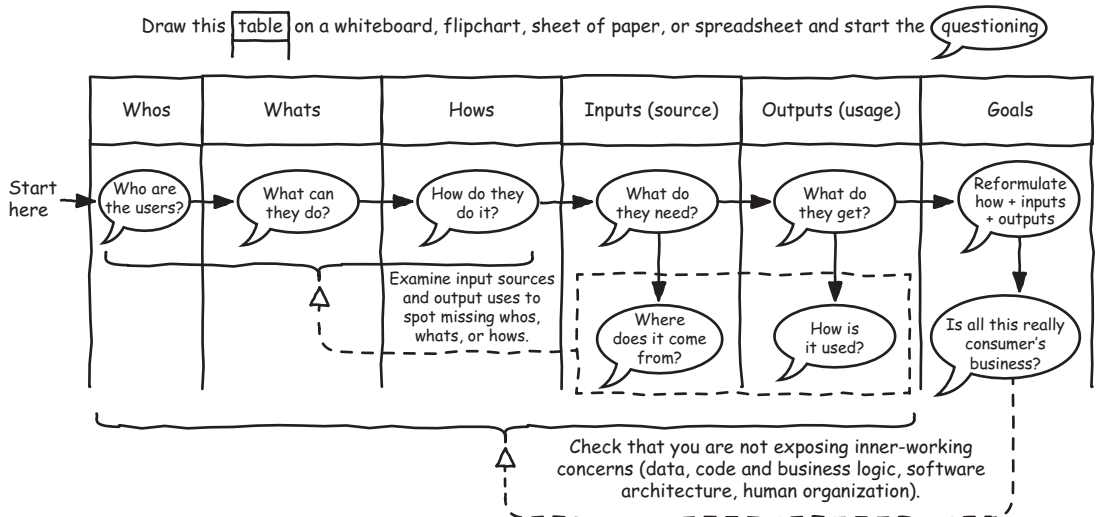 Draw this table on a whiteboard, flipchart, sheet of paper, or spreadsheet and start the questioning
Whos
Whats
Hows
Inputs (source)
Outputs (usage)
Goals
Start
here
Who are
the users?
What can
they do?
How do they
do it?
What do
they need?
What do
they get?
Reformulate
how + inputs
+ outputs
Examine input sources
and output uses to
spot missing whos,
whats, or hows.
Where
does it come
from?
How is
it used?
Is all this really
consumer's
business?
Check that you are not exposing inner-working
concerns (data, code and business logic, software
architecture, human organization).